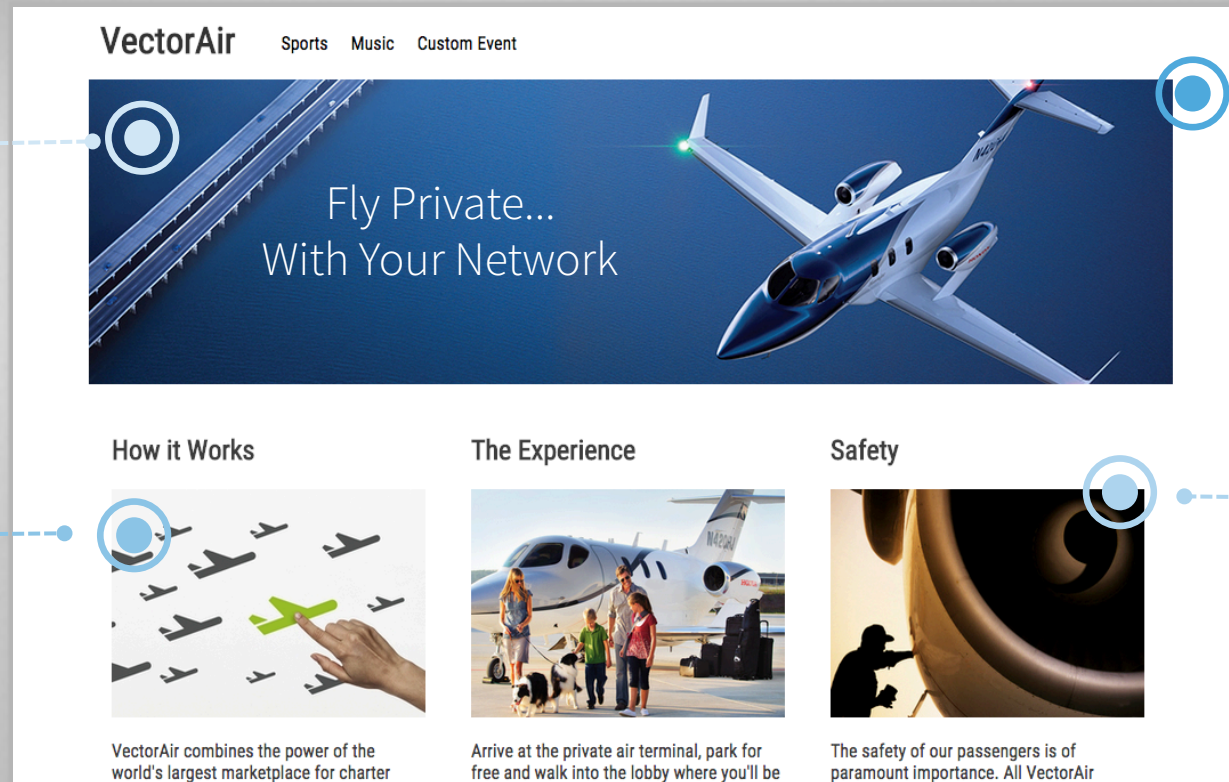 VectorAir
Sports Music Custom Event
Fly Private...
With Your Network
How it Works
The Experience
Safety
VectorAir combines the power of the
world's largest marketplace for charter
Arrive at the private air terminal, park for
free and walk into the lobby where you'll be
The safety of our passengers is of
paramount importance. All VectorAir